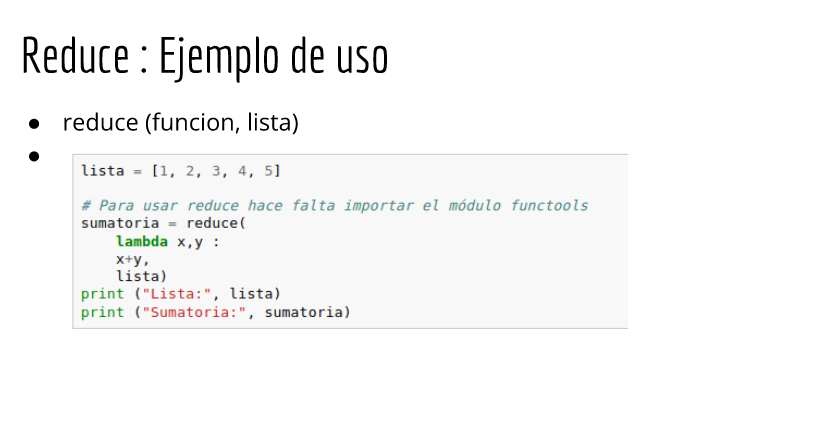 Reduce : Ejemplo de uso
● reduce (funcion, lista)
●
lista = [1, 2, 3, 4, 5]
# Para usar reduce hace falta importar el módulo functools
sumatoria = reduce(
    lambda x,y :
    x+y,
    lista)
print ("Lista:", lista)
print ("Sumatoria:", sumatoria)